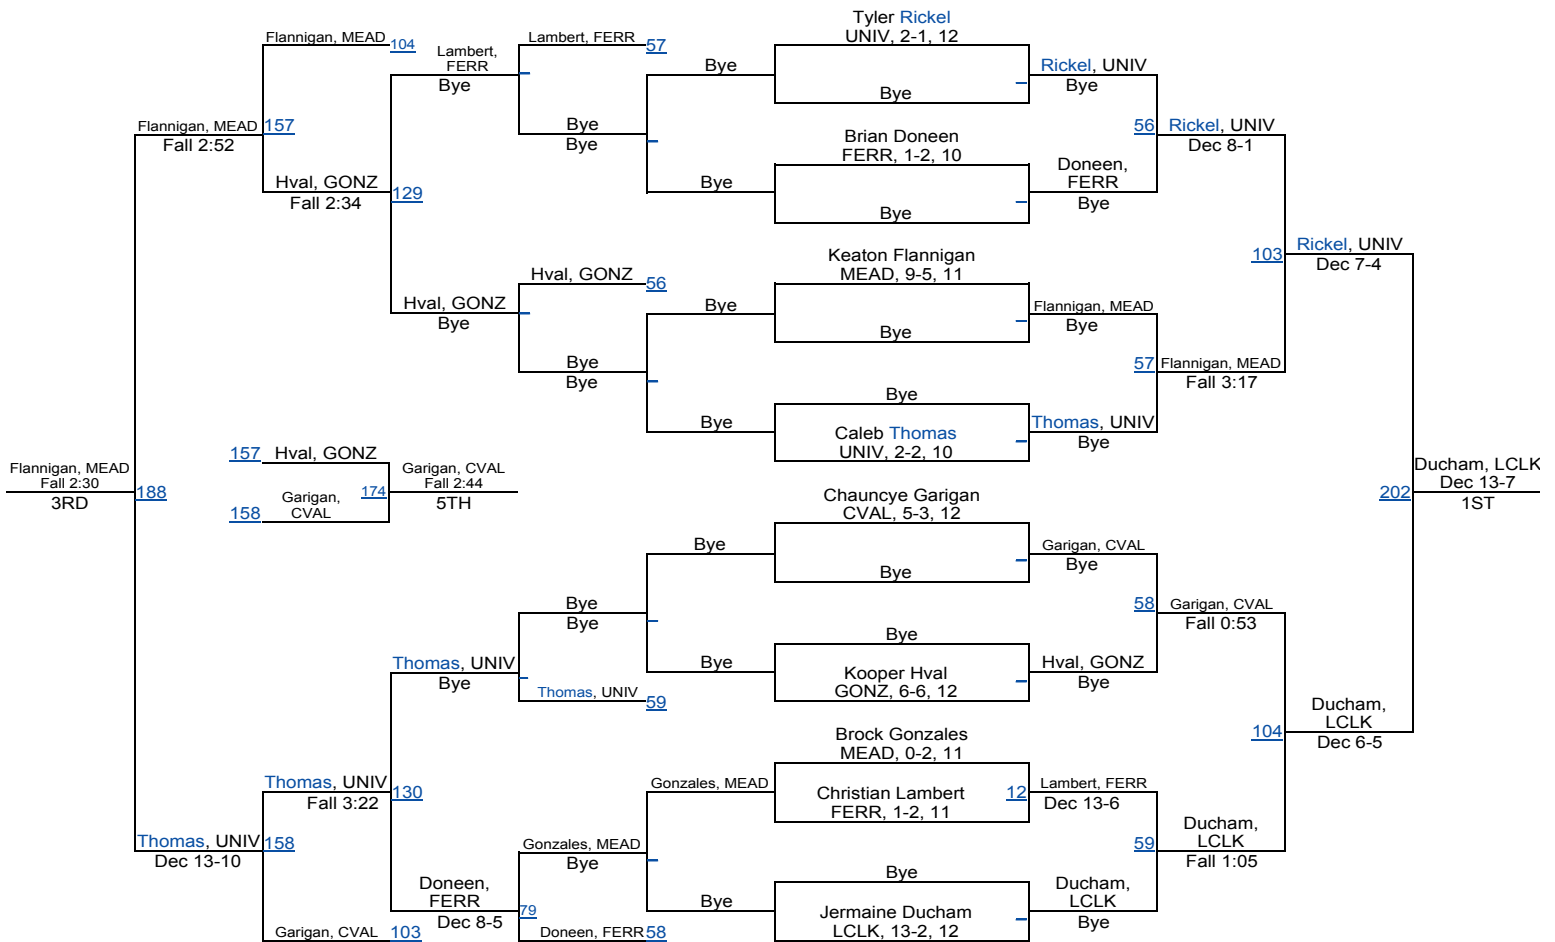 Tyler Rickel
UNIV, 2-1, 12
Flannigan, MEAD
104
Lambert,
FERR
Bye
Lambert, FERR
57
Bye
Bye
Rickel, UNIV
Bye
Flannigan, MEAD
Fall 2:52
157
Bye
Bye
Brian Doneen
FERR, 1-2, 10
56
Rickel, UNIV
Dec 8-1
Hval, GONZ
Fall 2:34
129
Bye
Bye
Doneen,
FERR
Bye
Keaton Flannigan
MEAD, 9-5, 11
103
Rickel, UNIV
Dec 7-4
Hval, GONZ
56
Hval, GONZ
Bye
Bye
Bye
Flannigan, MEAD
Bye
Bye
Bye
57
Flannigan, MEAD
Fall 3:17
Bye
Bye
Caleb Thomas
UNIV, 2-2, 10
Thomas, UNIV
Bye
157
Hval, GONZ
Flannigan, MEAD
Fall 2:30
3RD
188
158
Garigan,
CVAL
174
Garigan, CVAL
Fall 2:44
5TH
Chauncye Garigan
CVAL, 5-3, 12
202
Ducham, LCLK
Dec 13-7
1ST
Bye
Bye
Garigan, CVAL
Bye
Bye
Bye
58
Garigan, CVAL
Fall 0:53
Thomas, UNIV
Bye
Thomas, UNIV
59
Bye
Bye
Kooper Hval
GONZ, 6-6, 12
Hval, GONZ
Bye
Brock Gonzales
MEAD, 0-2, 11
104
Ducham,
LCLK
Dec 6-5
Thomas, UNIV
Fall 3:22
130
Gonzales, MEAD
Christian Lambert
FERR, 1-2, 11
12
Lambert, FERR
Dec 13-6
Thomas, UNIV
Dec 13-10
158
Gonzales, MEAD
Bye
59
Ducham,
LCLK
Fall 1:05
Doneen,
FERR
Dec 8-5
79
Bye
Bye
Jermaine Ducham
LCLK, 13-2, 12
Ducham,
LCLK
Bye
Garigan, CVAL
103
Doneen, FERR
58